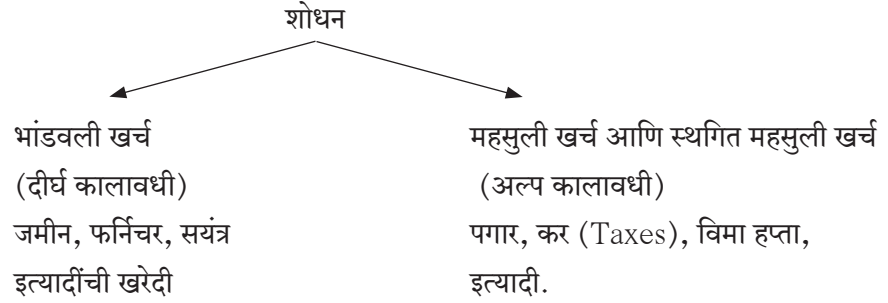 शोधन
भांडवली खर्च
(दीर्घ कालावधी)
जमीन, फर्निचर, सयंत्र
इत्यादींची खरेदी
महसुली खर्च आणि स्थगित महसुली खर्च
(अल्प कालावधी)
पगार, कर (Taxes), विमा हप्ता,
इत्यादी.